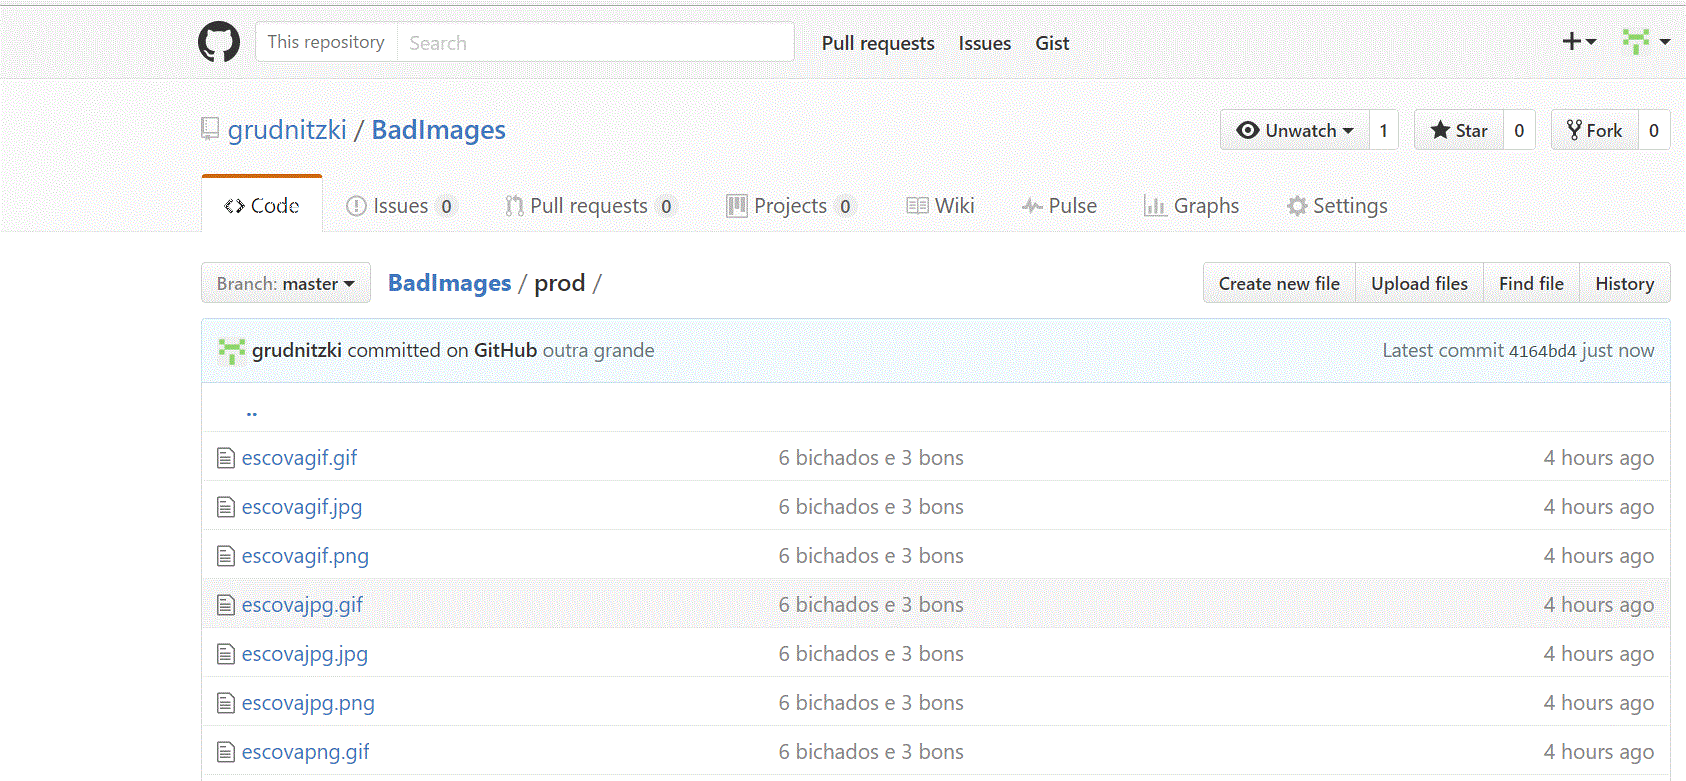 This repository Search Pull requests Issues Gist
grudnitzki / BadImages Unwatch 1 Star 0 Fork 0
Code Issues 0 Pull requests 0 Projects 0 Wiki Pulse Graphs Settings
Branch: master BadImages / prod / Create new file Upload files Find file History
grudnitzki committed on GitHub outra grande Latest commit 4164bd4 just now
..
escovagif.gif 6 bichados e 3 bons 4 hours ago
escovagif.jpg 6 bichados e 3 bons 4 hours ago
escovagif.png 6 bichados e 3 bons 4 hours ago
escovajpg.gif 6 bichados e 3 bons 4 hours ago
escovajpg.jpg 6 bichados e 3 bons 4 hours ago
escovajpg.png 6 bichados e 3 bons 4 hours ago
escovapng.gif 6 bichados e 3 bons 4 hours ago